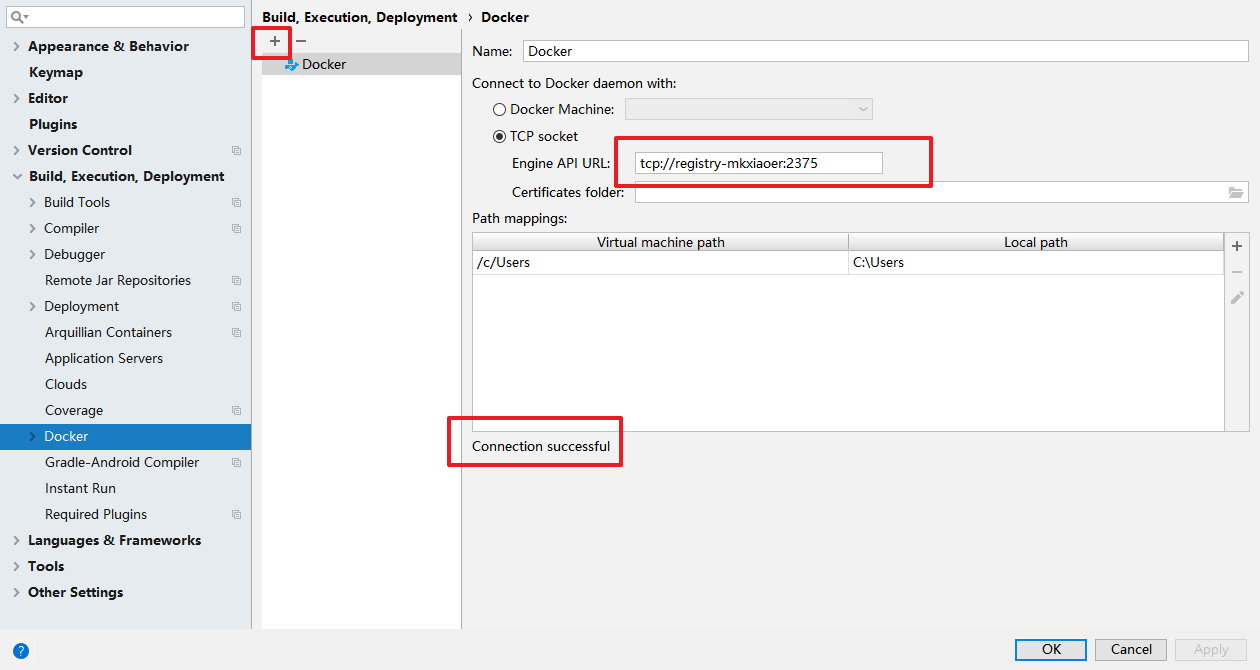 Appearance & Behavior
Keymap
Editor
Plugins
Version Control
Build, Execution, Deployment
Build Tools
Compiler
Debugger
Remote Jar Repositories
Deployment
Arquillian Containers
Application Servers
Clouds
Coverage
Docker
Gradle-Android Compiler
Instant Run
Required Plugins
Languages & Frameworks
Tools
Other Settings
Build, Execution, Deployment › Docker
Docker
Name: Docker
Connect to Docker daemon with:
Docker Machine:
TCP socket
Engine API URL: tcp://registry-mkxiaoer:2375
Certificates folder:
Path mappings:
Virtual machine path Local path
/c/Users C:\Users
Connection successful
? OK Cancel Apply